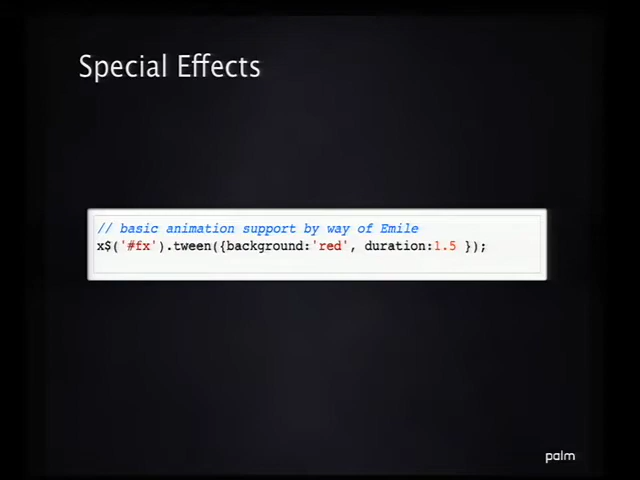 Special Effects
// basic animation support by way of Emile
x$('#fx').tween({background:'red', duration:1.5 });
palm